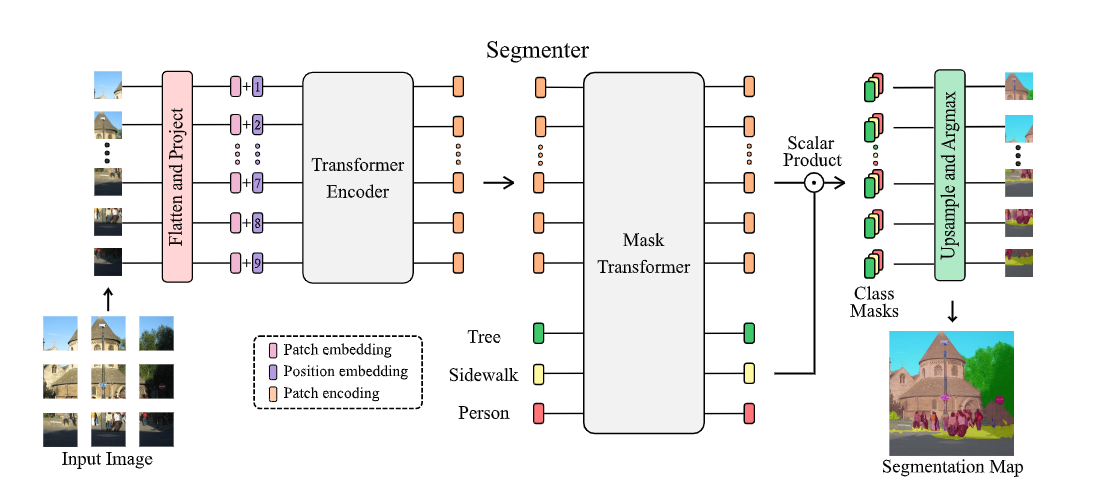 Segmenter
Flatten and Project
+1
+2
+7
+8
+9
Transformer
Encoder
Mask
Transformer
Scalar
Product
Upsample and Argmax
Class
Masks
Tree
Sidewalk
Person
Patch embedding
Position embedding
Patch encoding
Input Image
Segmentation Map